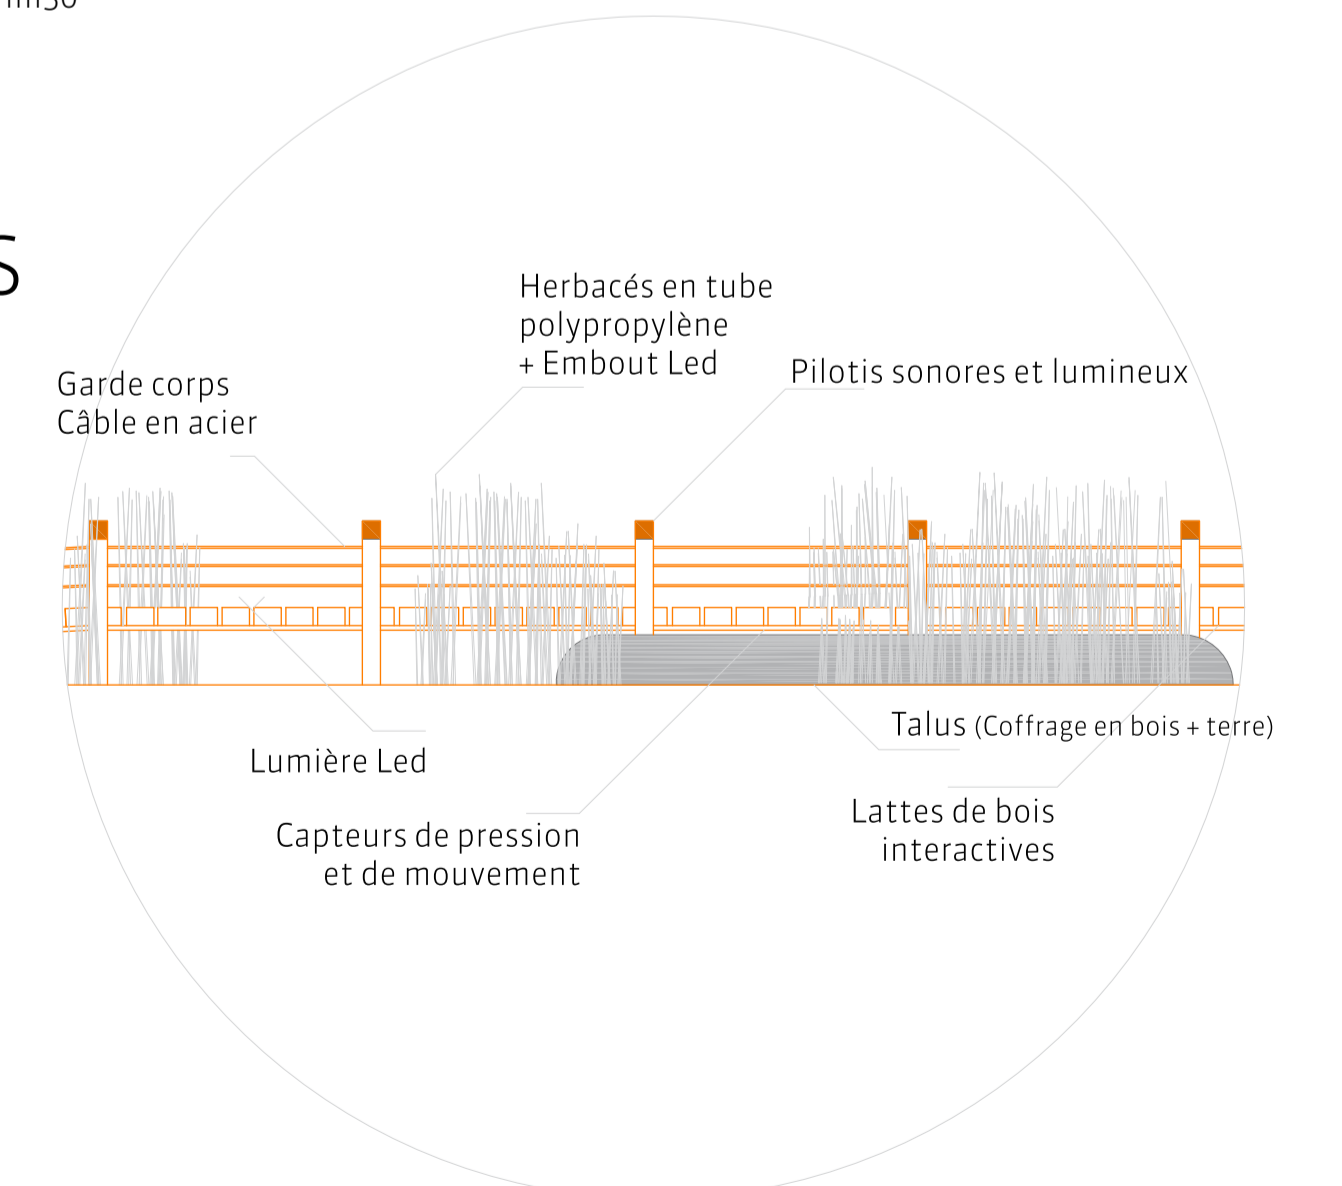 S
Herbacés en tube
polypropylène
+ Embout Led
Pilotis sonores et lumineux
Garde corps
Câble en acier
Talus (Coffrage en bois + terre)
Lumière Led
Lattes de bois
interactives
Capteurs de pression
et de mouvement